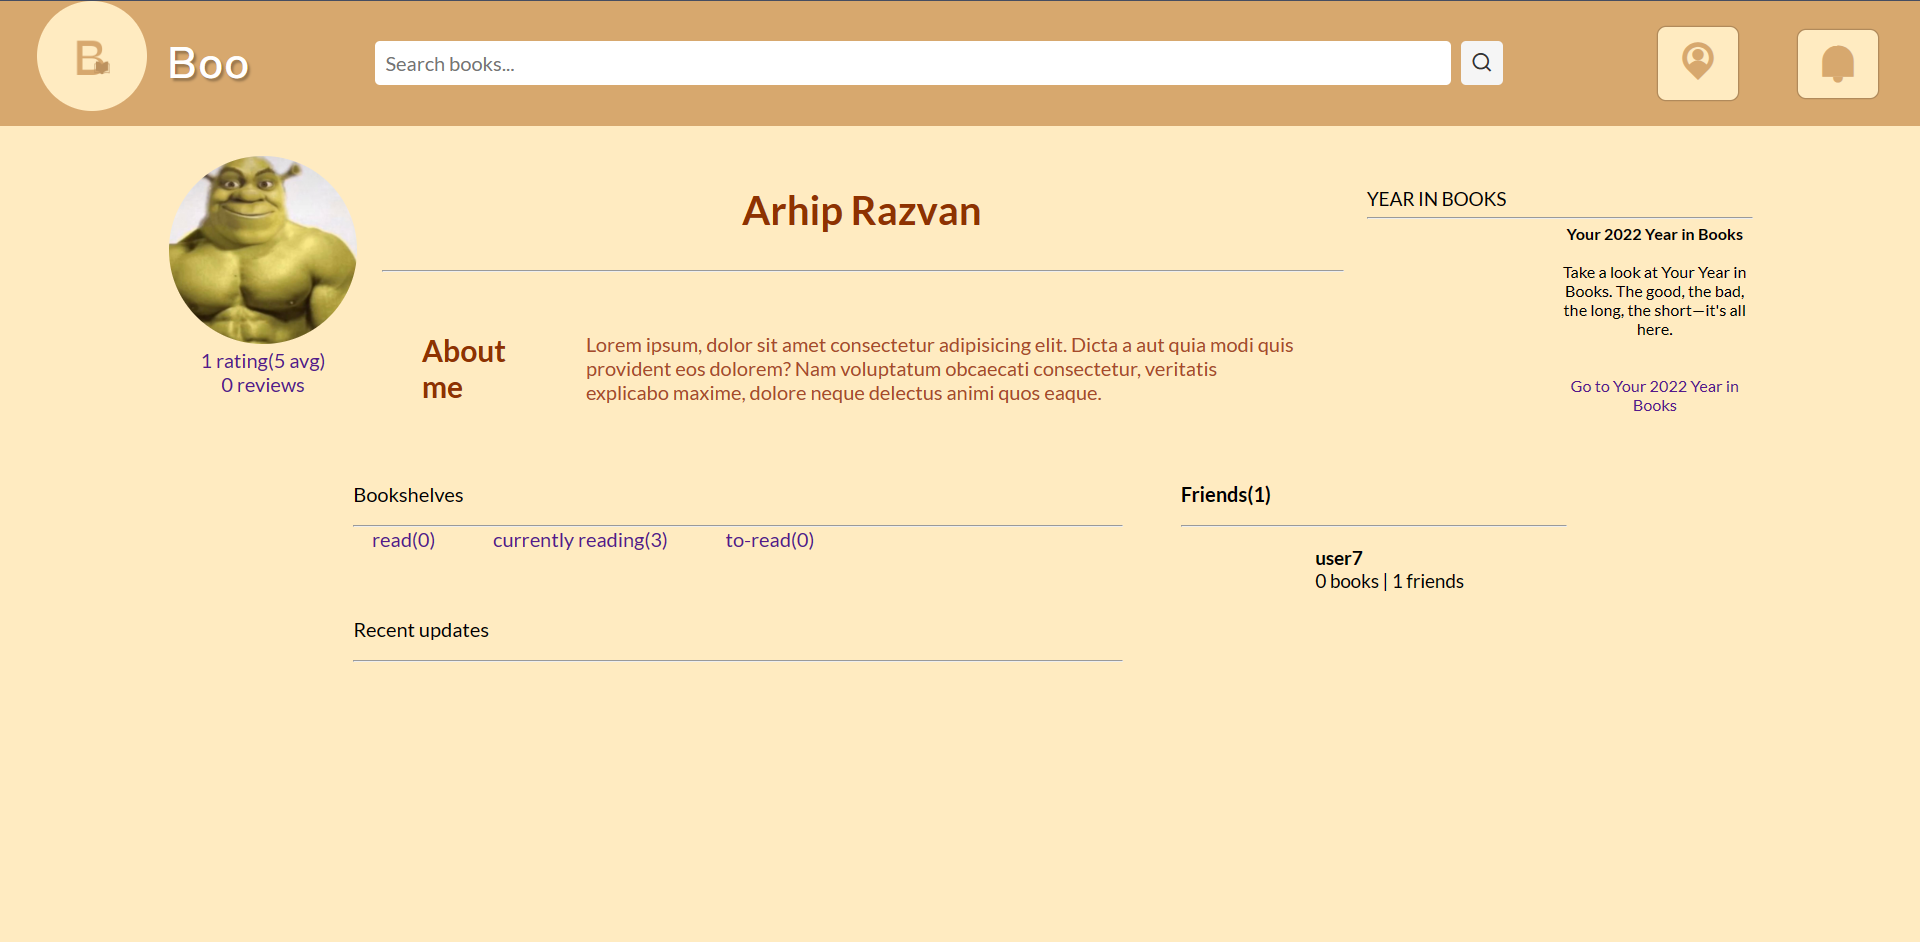 B
Boo
Search books...
Arhip Razvan
1 rating(5 avg)
0 reviews
About
me
Lorem ipsum, dolor sit amet consectetur adipisicing elit. Dicta a aut quia modi quis
provident eos dolorem? Nam voluptatum obcaecati consectetur, veritatis
explicabo maxime, dolore neque delectus animi quos eaque.
YEAR IN BOOKS
Your 2022 Year in Books
Take a look at Your Year in
Books. The good, the bad,
the long, the short—it's all
here.
Go to Your 2022 Year in
Books
Bookshelves
read(0) currently reading(3) to-read(0)
Recent updates
Friends(1)
user7
0 books | 1 friends